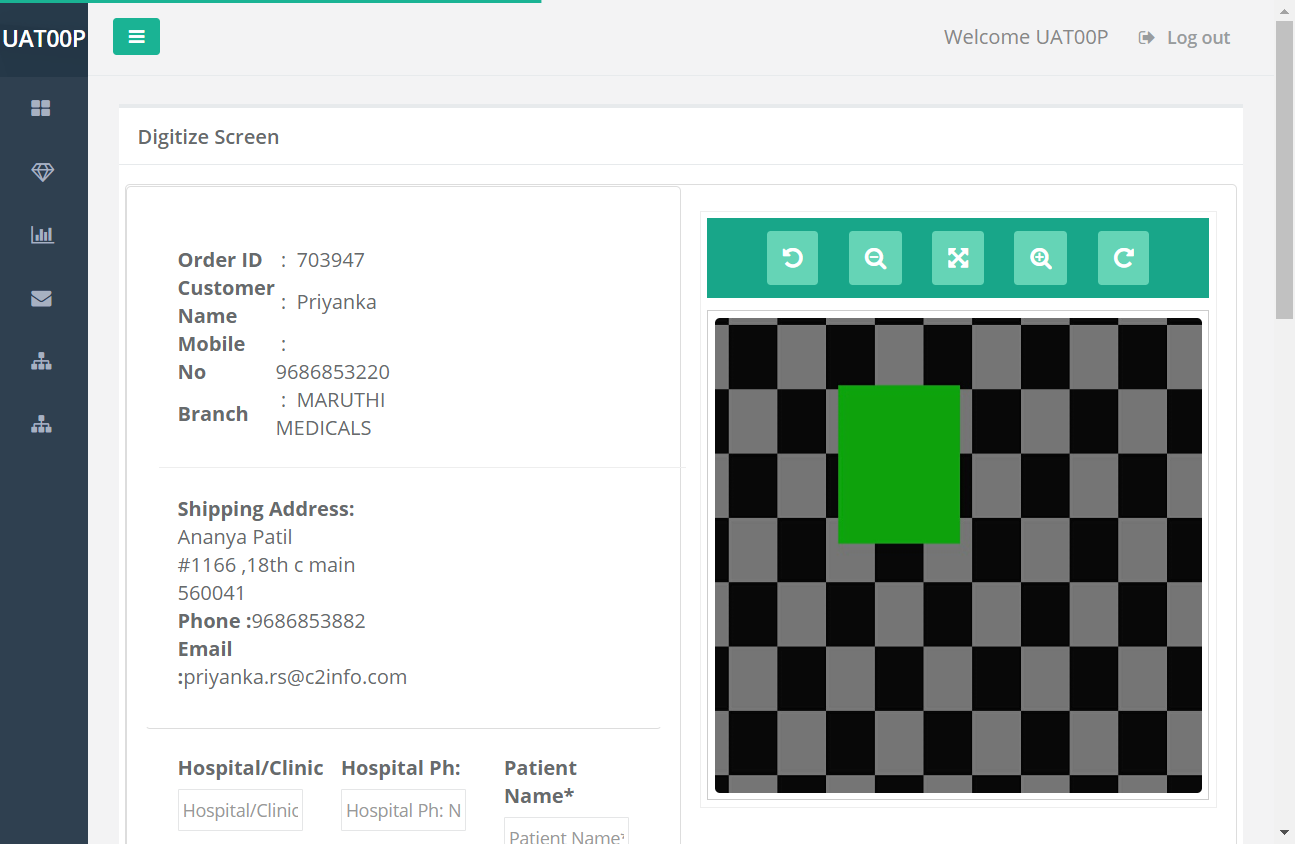 UAT00P
Welcome UAT00P
Log out
Digitize Screen
Order ID : 703947
Customer Name : Priyanka
Mobile No : 9686853220
Branch : MARUTHI MEDICALS
Shipping Address:
Ananya Patil
#1166 ,18th c main
560041
Phone :9686853882
Email
:priyanka.rs@c2info.com
Hospital/Clinic
Hospital Ph:
Patient Name*
Hospital/Clinic
Hospital Ph: N
Patient Name*